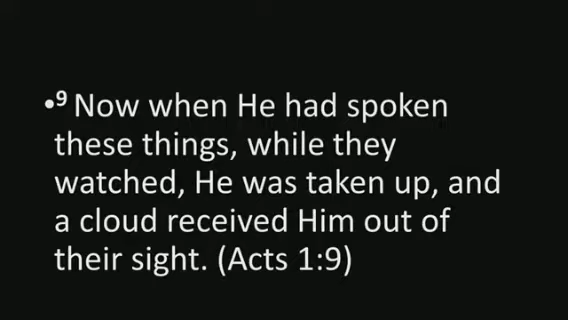 •⁹ Now when He had spoken
these things, while they
watched, He was taken up, and
a cloud received Him out of
their sight. (Acts 1:9)